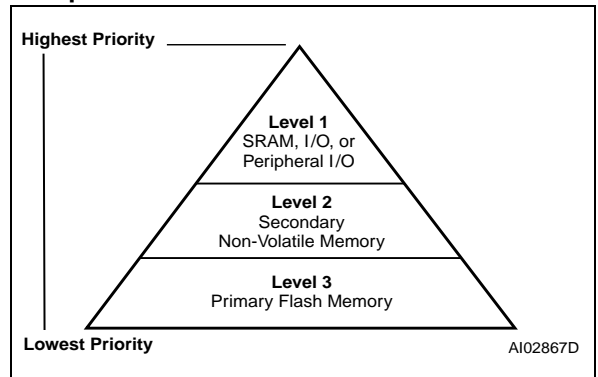 Highest Priority
Level 1
SRAM, I/O, or
Peripheral I/O
Level 2
Secondary
Non-Volatile Memory
Level 3
Primary Flash Memory
Lowest Priority
AI02867D